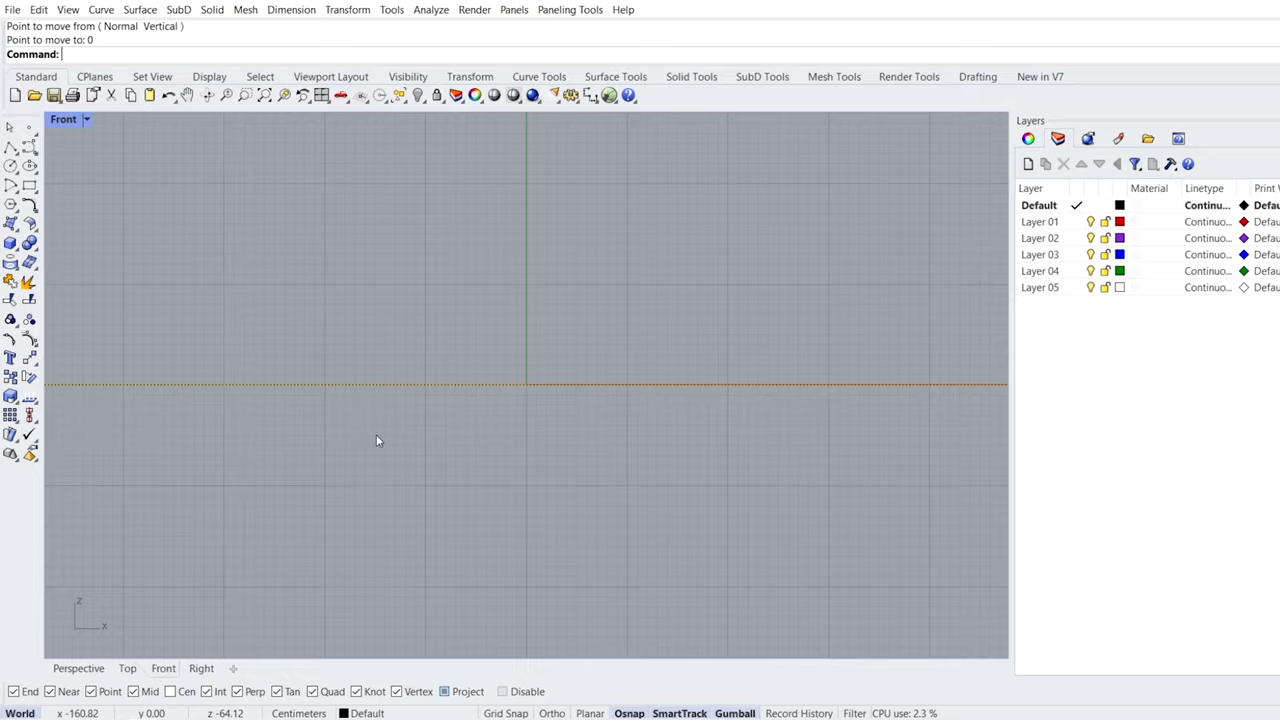 File Edit View Curve Surface SubD Solid Mesh Dimension Transform Tools Analyze Render Panels Paneling Tools Help
Point to move from ( Normal Vertical )
Point to move to: 0
Command:
Standard CPlanes Set View Display Select Viewport Layout Visibility Transform Curve Tools Surface Tools Solid Tools SubD Tools Mesh Tools Render Tools Drafting New in V7
Front
Layers
Layer Material Linetype Print W
Default Continu... Defau
Layer 01 Continuo... Defau
Layer 02 Continuo... Defau
Layer 03 Continuo... Defau
Layer 04 Continuo... Defau
Layer 05 Continuo... Defau
z
x
Perspective Top Front Right
End Near Point Mid Cen Int Perp Tan Quad Knot Vertex Project Disable
World x -160.82 y 0.00 z -64.12 Centimeters Default Grid Snap Ortho Planar Osnap SmartTrack Gumball Record History Filter CPU use: 2.3 %